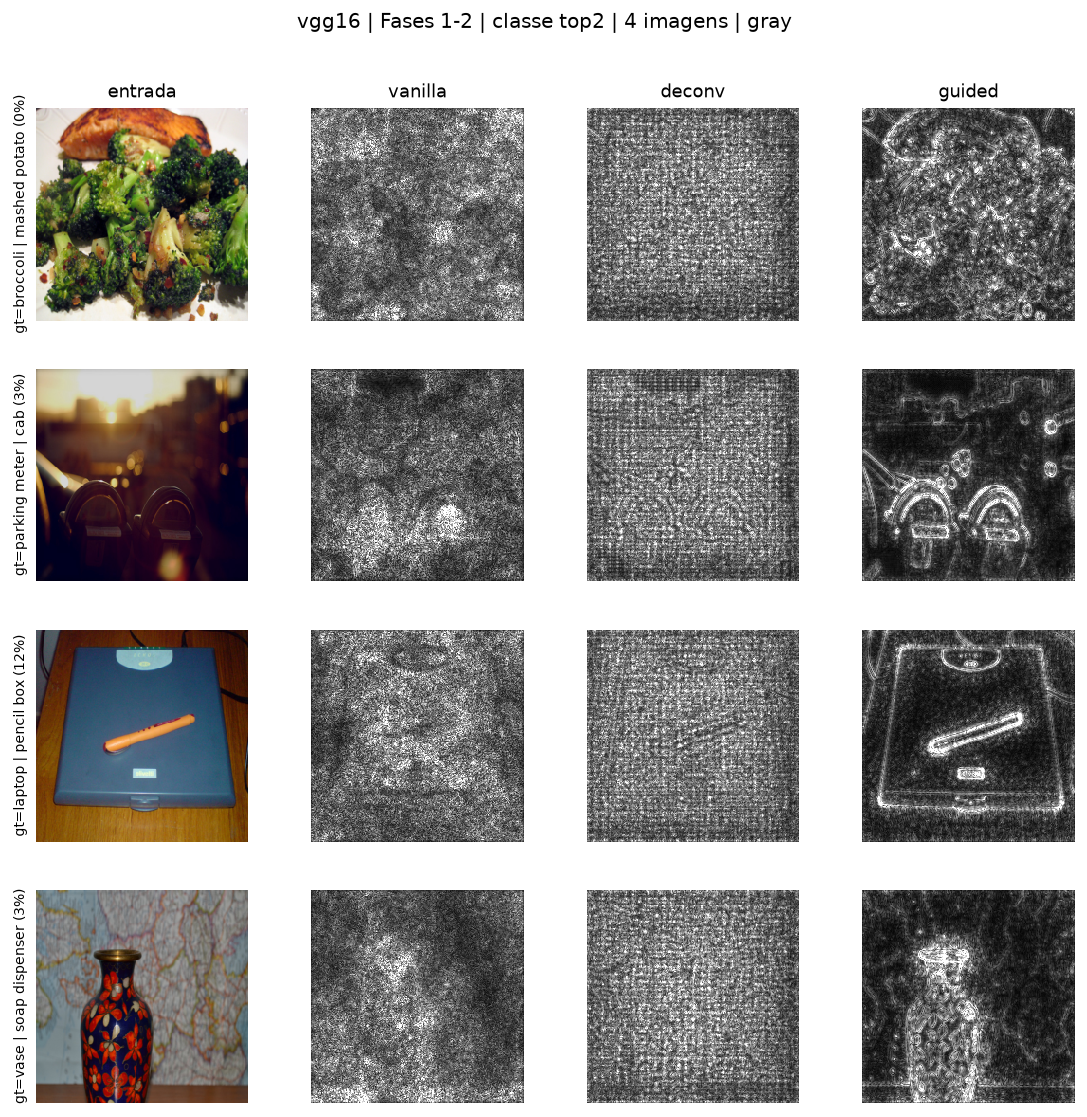 vgg16 | Fases 1-2 | classe top2 | 4 imagens | gray
entrada
vanilla
deconv
guided
gt=broccoli | mashed potato (0%)
gt=parking meter | cab (3%)
gt=laptop | pencil box (12%)
gt=vase | soap dispenser (3%)